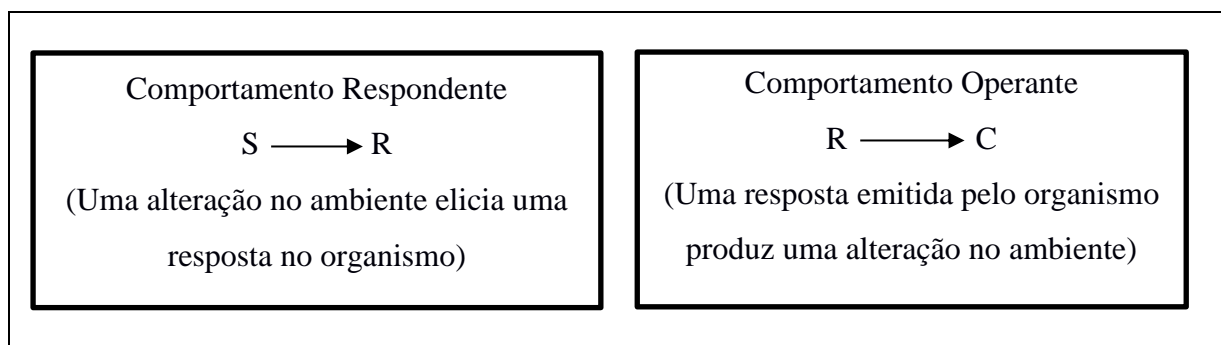 Comportamento Respondente
S ⟶ R
(Uma alteração no ambiente elicia uma
resposta no organismo)
Comportamento Operante
R ⟶ C
(Uma resposta emitida pelo organismo
produz uma alteração no ambiente)